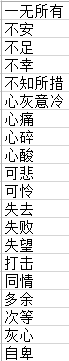 一无所有
不安
不足
不幸
不知所措
心灰意冷
心痛
心碎
心酸
可悲
可怜
失去
失败
失望
打击
同情
多余
次等
灰心
自卑